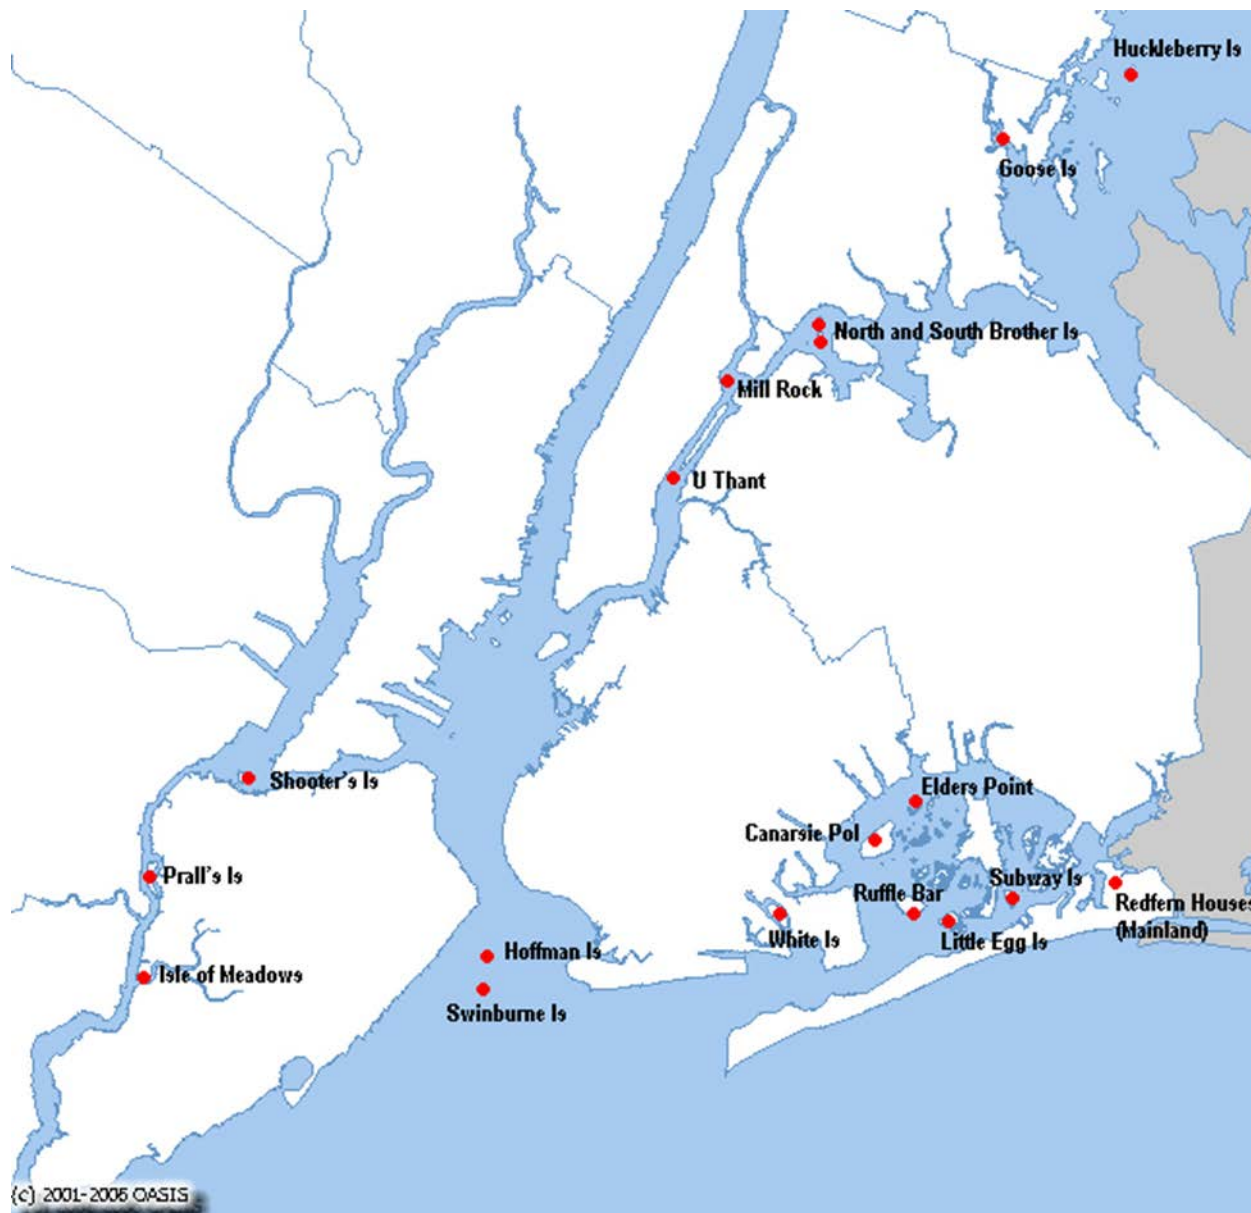 Huckleberry Is
Goose Is
North and South Brother Is
Mill Rock
U Thant
Shooter's Is
Elders Point
Canarsie Pol
Prall's Is
Subway Is
Ruffle Bar
Redfern Houses
(Mainland)
White Is
Little Egg Is
Hoffman Is
Isle of Meadows
Swinburne Is
(c) 2001-2006 OASIS